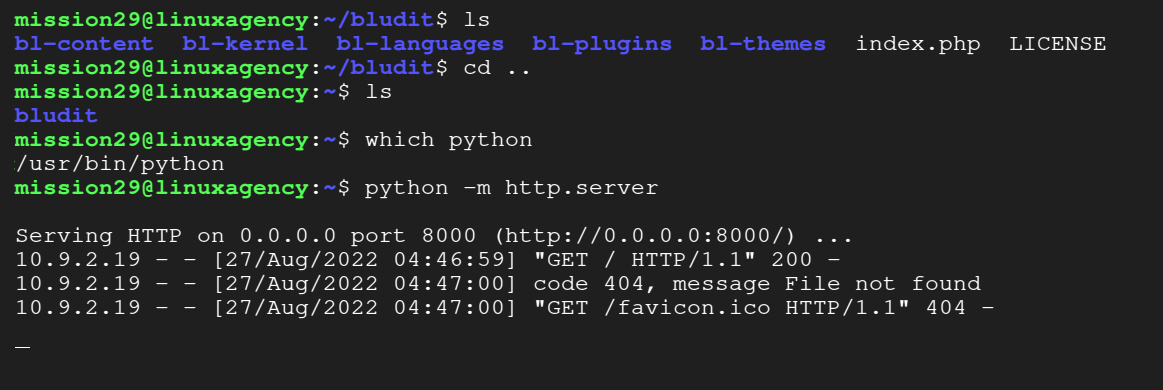 mission29@linuxagency:~/bludit$ ls
bl-content  bl-kernel  bl-languages  bl-plugins  bl-themes  index.php  LICENSE
mission29@linuxagency:~/bludit$ cd ..
mission29@linuxagency:~$ ls
bludit
mission29@linuxagency:~$ which python
/usr/bin/python
mission29@linuxagency:~$ python -m http.server
Serving HTTP on 0.0.0.0 port 8000 (http://0.0.0.0:8000/) ...
10.9.2.19 - - [27/Aug/2022 04:46:59] "GET / HTTP/1.1" 200 -
10.9.2.19 - - [27/Aug/2022 04:47:00] code 404, message File not found
10.9.2.19 - - [27/Aug/2022 04:47:00] "GET /favicon.ico HTTP/1.1" 404 -